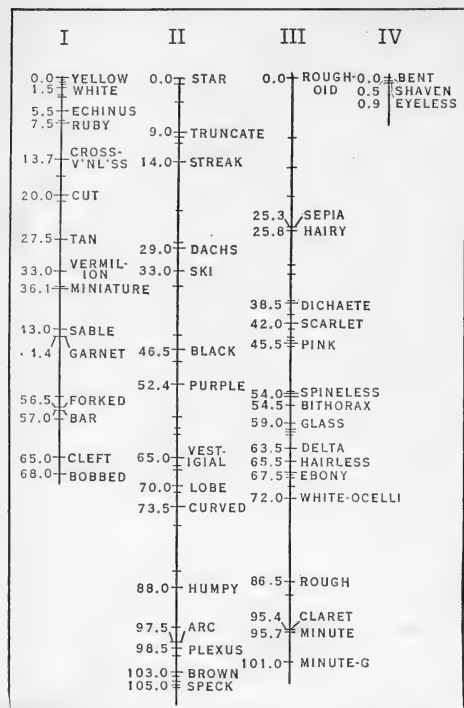 I II III IV
0.0 YELLOW
1.5 WHITE
5.5 ECHINUS
7.5 RUBY
13.7 CROSS-
V'NL'SS
20.0 CUT
27.5 TAN
33.0 VERMIL-
ION
36.1 MINIATURE
43.0 SABLE
.4 GARNET
56.5 FORKED
57.0 BAR
65.0 CLEFT
68.0 BOBBED
0.0 STAR
9.0 TRUNCATE
14.0 STREAK
29.0 DACHS
33.0 SKI
46.5 BLACK
52.4 PURPLE
65.0 VEST-
IGIAL
70.0 LOBE
73.5 CURVED
88.0 HUMPY
97.5 ARC
98.5 PLEXUS
103.0 BROWN
105.0 SPECK
0.0 ROUGH-
OID
25.3 SEPIA
25.8 HAIRY
38.5 DICHAETE
42.0 SCARLET
45.5 PINK
54.0 SPINELESS
54.5 BITHORAX
59.0 GLASS
63.5 DELTA
65.5 HAIRLESS
67.5 EBONY
72.0 WHITE-OCELLI
86.5 ROUGH
95.4 CLARET
95.7 MINUTE
101.0 MINUTE-G
0.0 BENT
0.5 SHAVEN
0.9 EYELESS